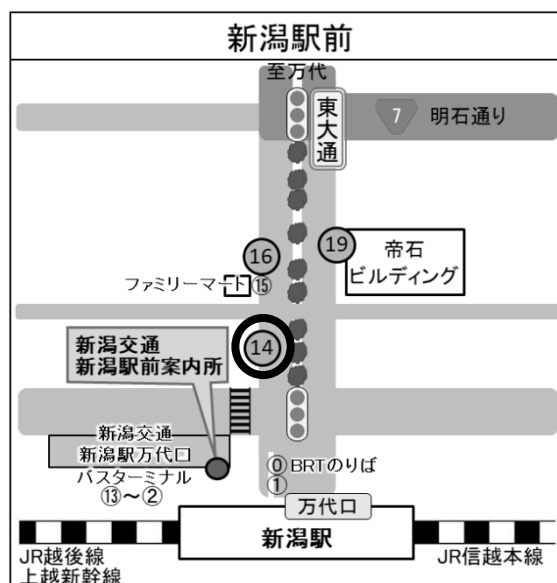 新潟駅前
至万代
東大通
7
明石通り
16
19
帝石
ビルディング
ファミリーマート
⑮
14
新潟交通
新潟駅前案内所
新潟交通
新潟駅万代口
バスターミナル
⑬～②
⓪BRTのりば
①
万代口
新潟駅
JR越後線
上越新幹線
JR信越本線